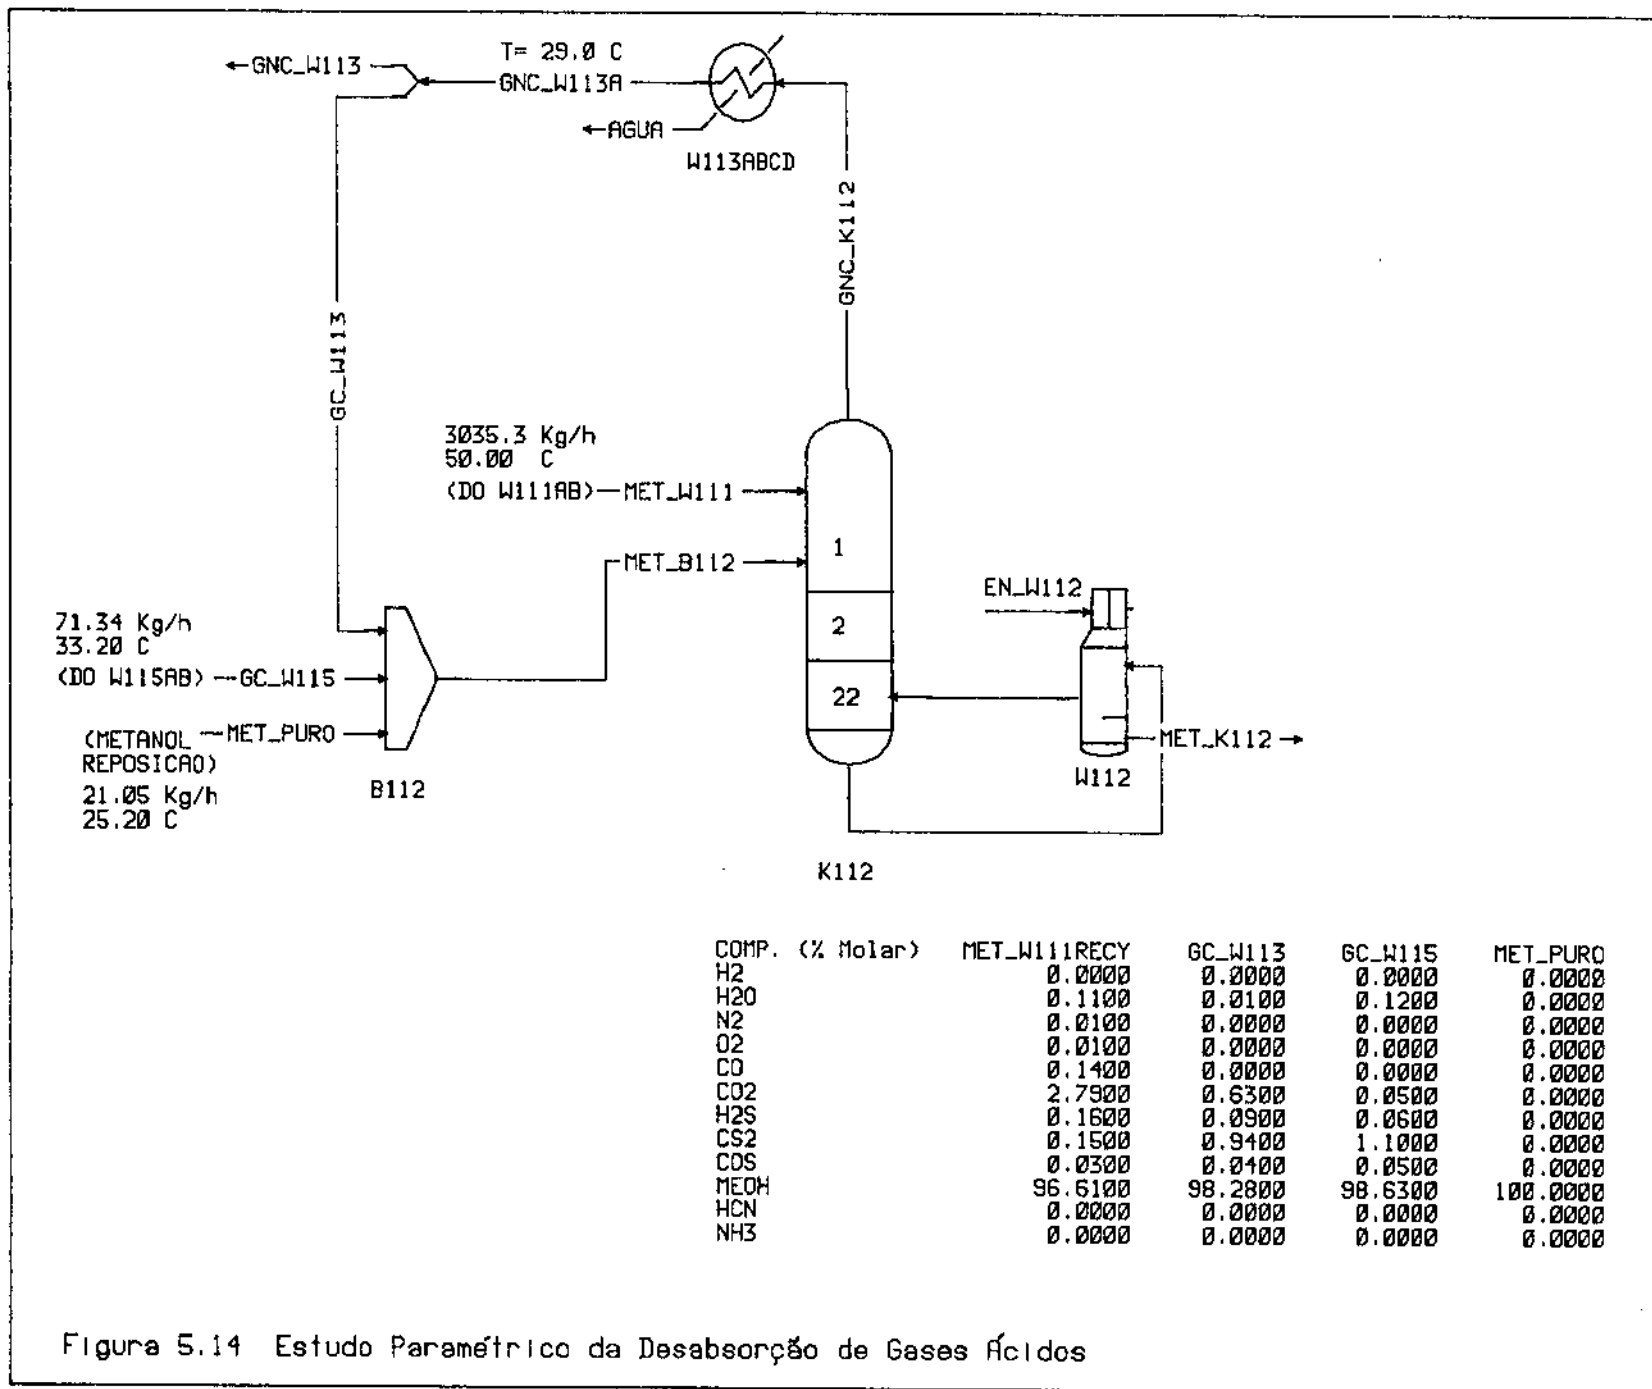 T= 29.0 C
GNC_W113
GNC_W113A
AGUA
W113ABCD
GNC_K112
GC_W113
3035.3 Kg/h
50.00 C
(DO W111AB) MET_W111
MET_B112
1
2
22
EN_W112
MET_K112
W112
71.34 Kg/h
33.20 C
(DO W115AB) GC_W115
(METANOL MET_PURO
REPOSICAO)
21.05 Kg/h
25.20 C
B112
K112
COMP. (% Molar) MET_W111RECY GC_W113 GC_W115 MET_PURO
H2 0.0000 0.0000 0.0000 0.0000
H2O 0.1100 0.0100 0.1200 0.0000
N2 0.0100 0.0000 0.0000 0.0000
O2 0.0100 0.0000 0.0000 0.0000
CO 0.1400 0.0000 0.0000 0.0000
CO2 2.7900 0.6300 0.0500 0.0000
H2S 0.1600 0.0900 0.0600 0.0000
CS2 0.1500 0.9400 1.1000 0.0000
COS 0.0300 0.0400 0.0500 0.0000
MEOH 96.6100 98.2800 98.6300 100.0000
HCN 0.0000 0.0000 0.0000 0.0000
NH3 0.0000 0.0000 0.0000 0.0000
Figura 5.14 Estudo Paramétrico da Desabsorção de Gases Ácidos